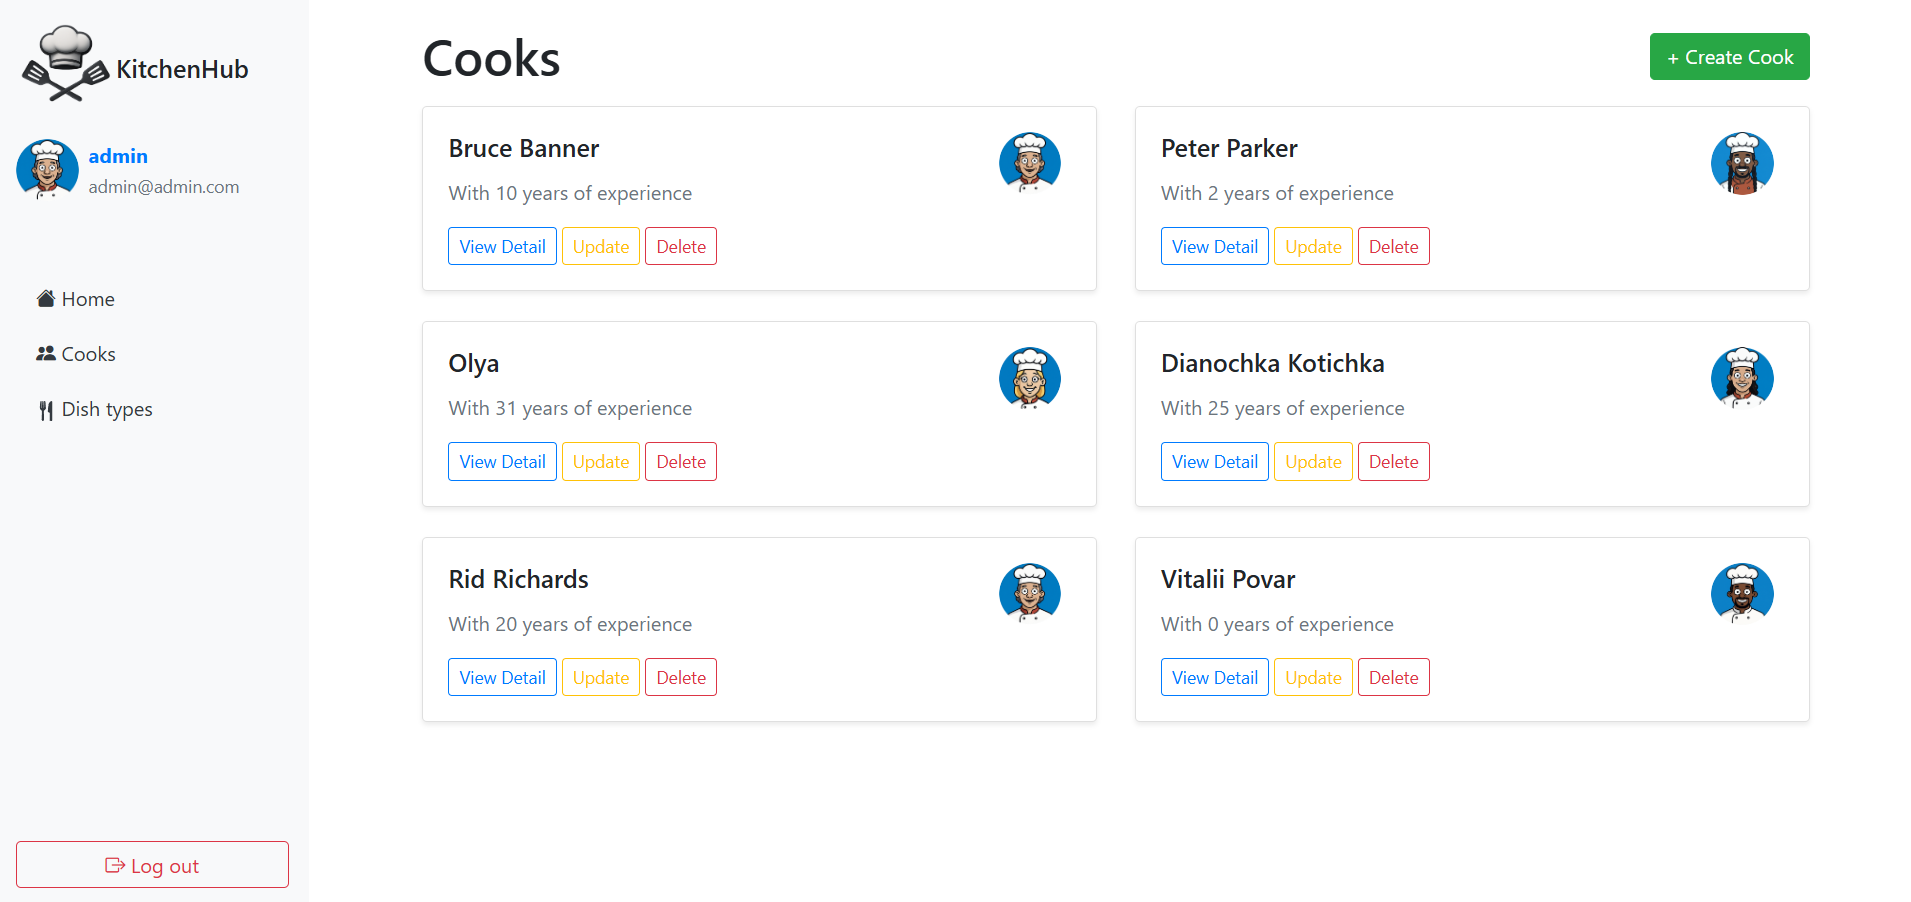 KitchenHub
admin
admin@admin.com
Home
Cooks
Dish types
Log out
Cooks
+ Create Cook
Bruce Banner
With 10 years of experience
View Detail Update Delete
Peter Parker
With 2 years of experience
View Detail Update Delete
Olya
With 31 years of experience
View Detail Update Delete
Dianochka Kotichka
With 25 years of experience
View Detail Update Delete
Rid Richards
With 20 years of experience
View Detail Update Delete
Vitalii Povar
With 0 years of experience
View Detail Update Delete